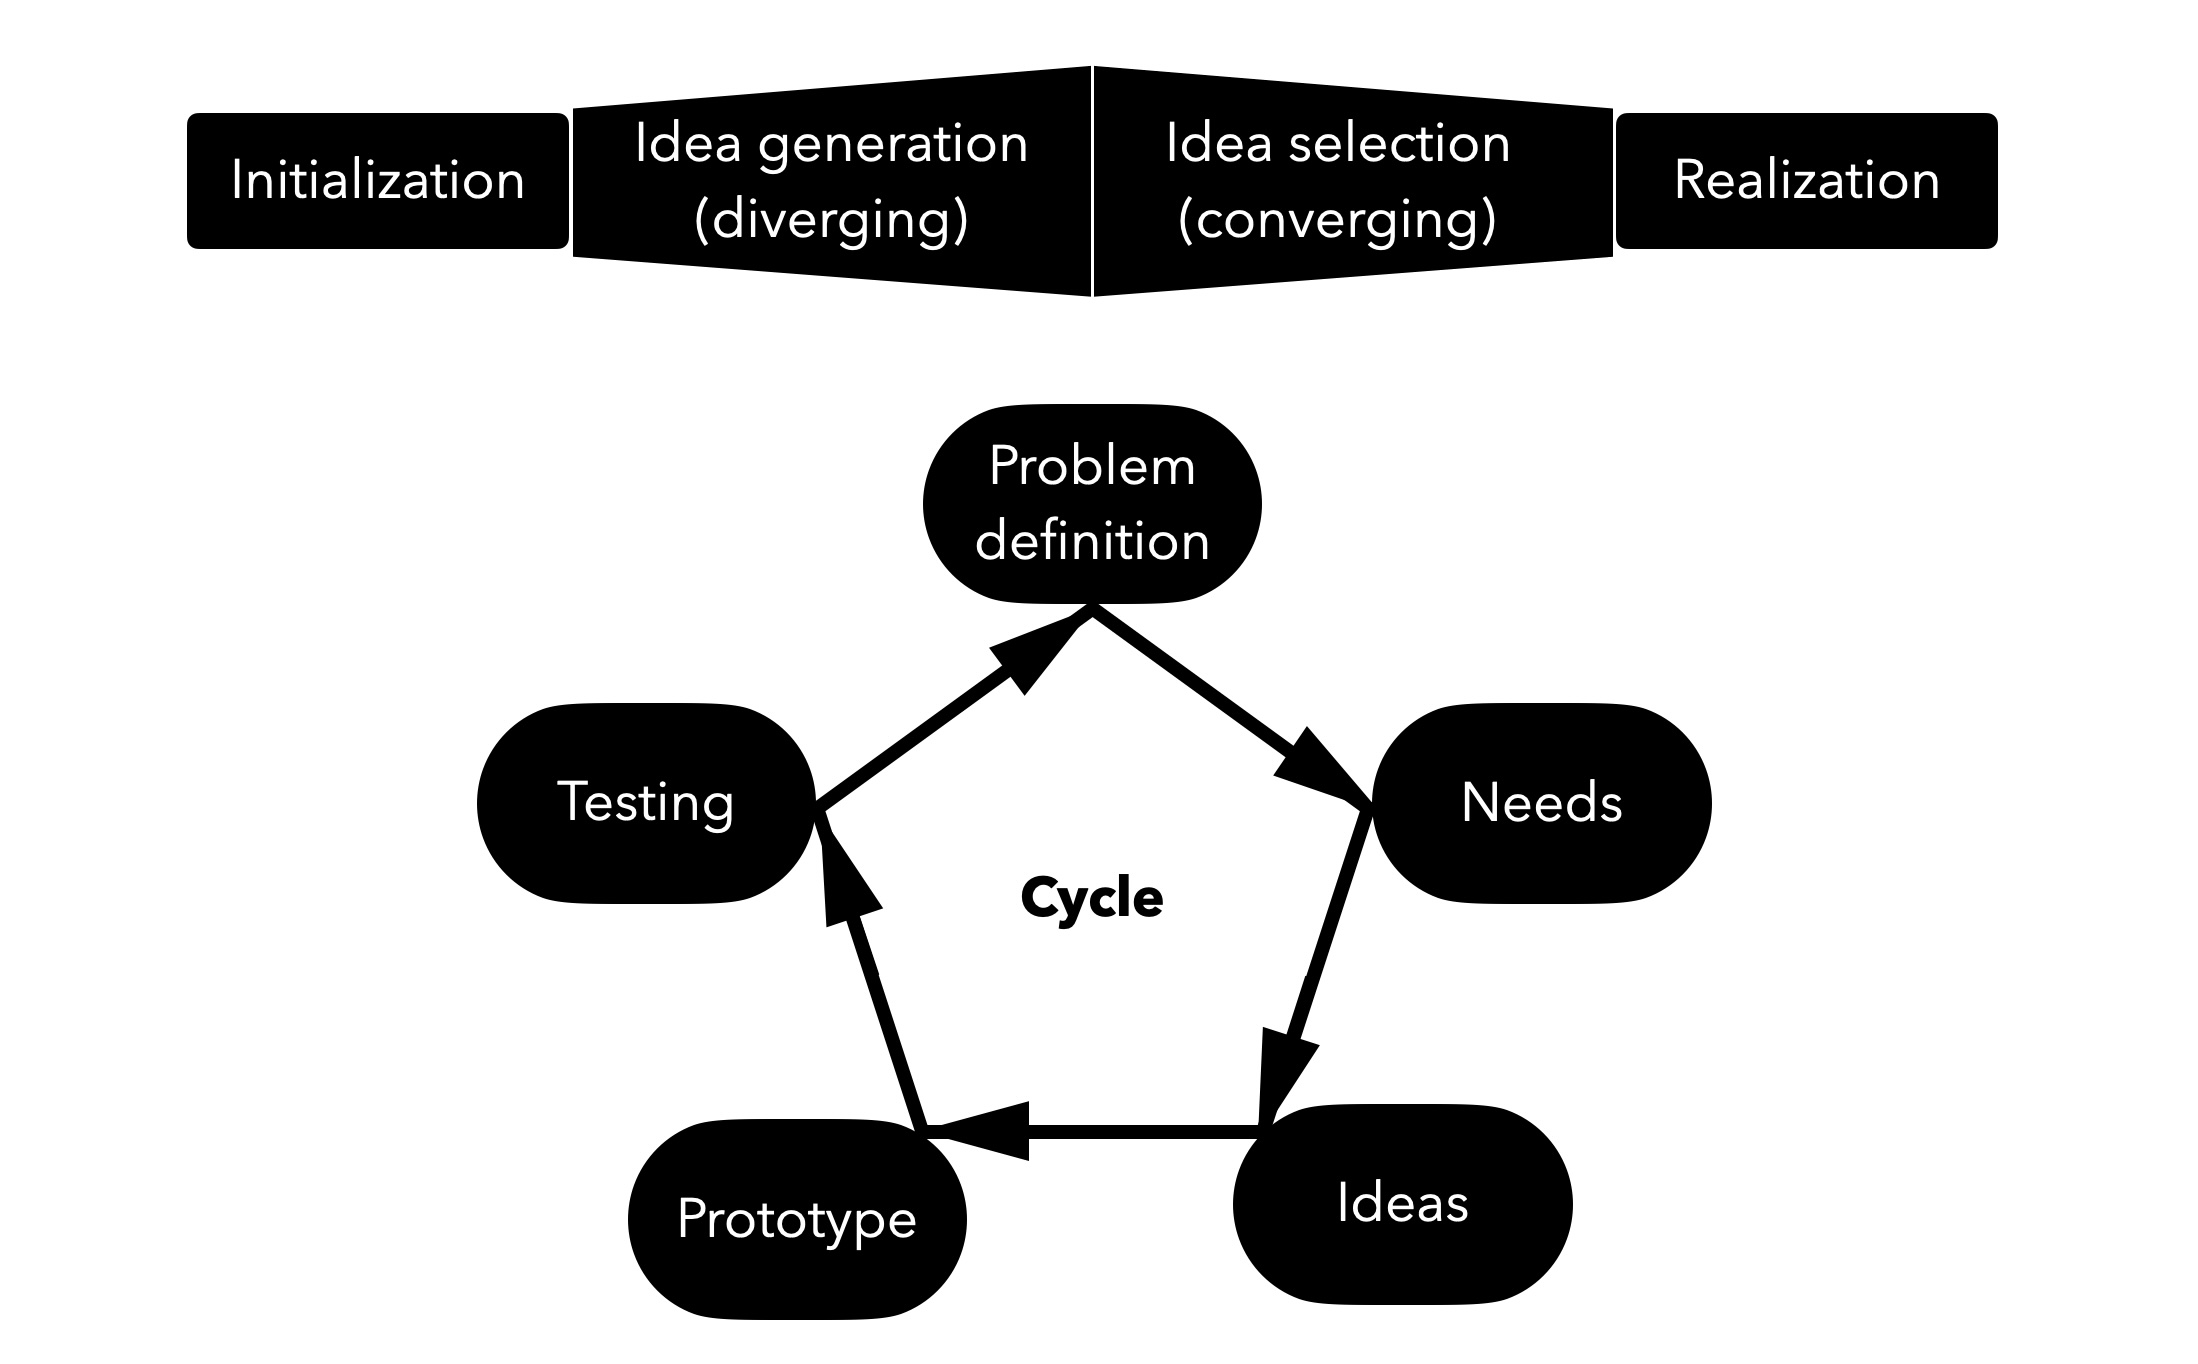 Initialization
Idea generation
(diverging)
Idea selection
(converging)
Realization
Problem
definition
Testing
Needs
Cycle
Prototype
Ideas